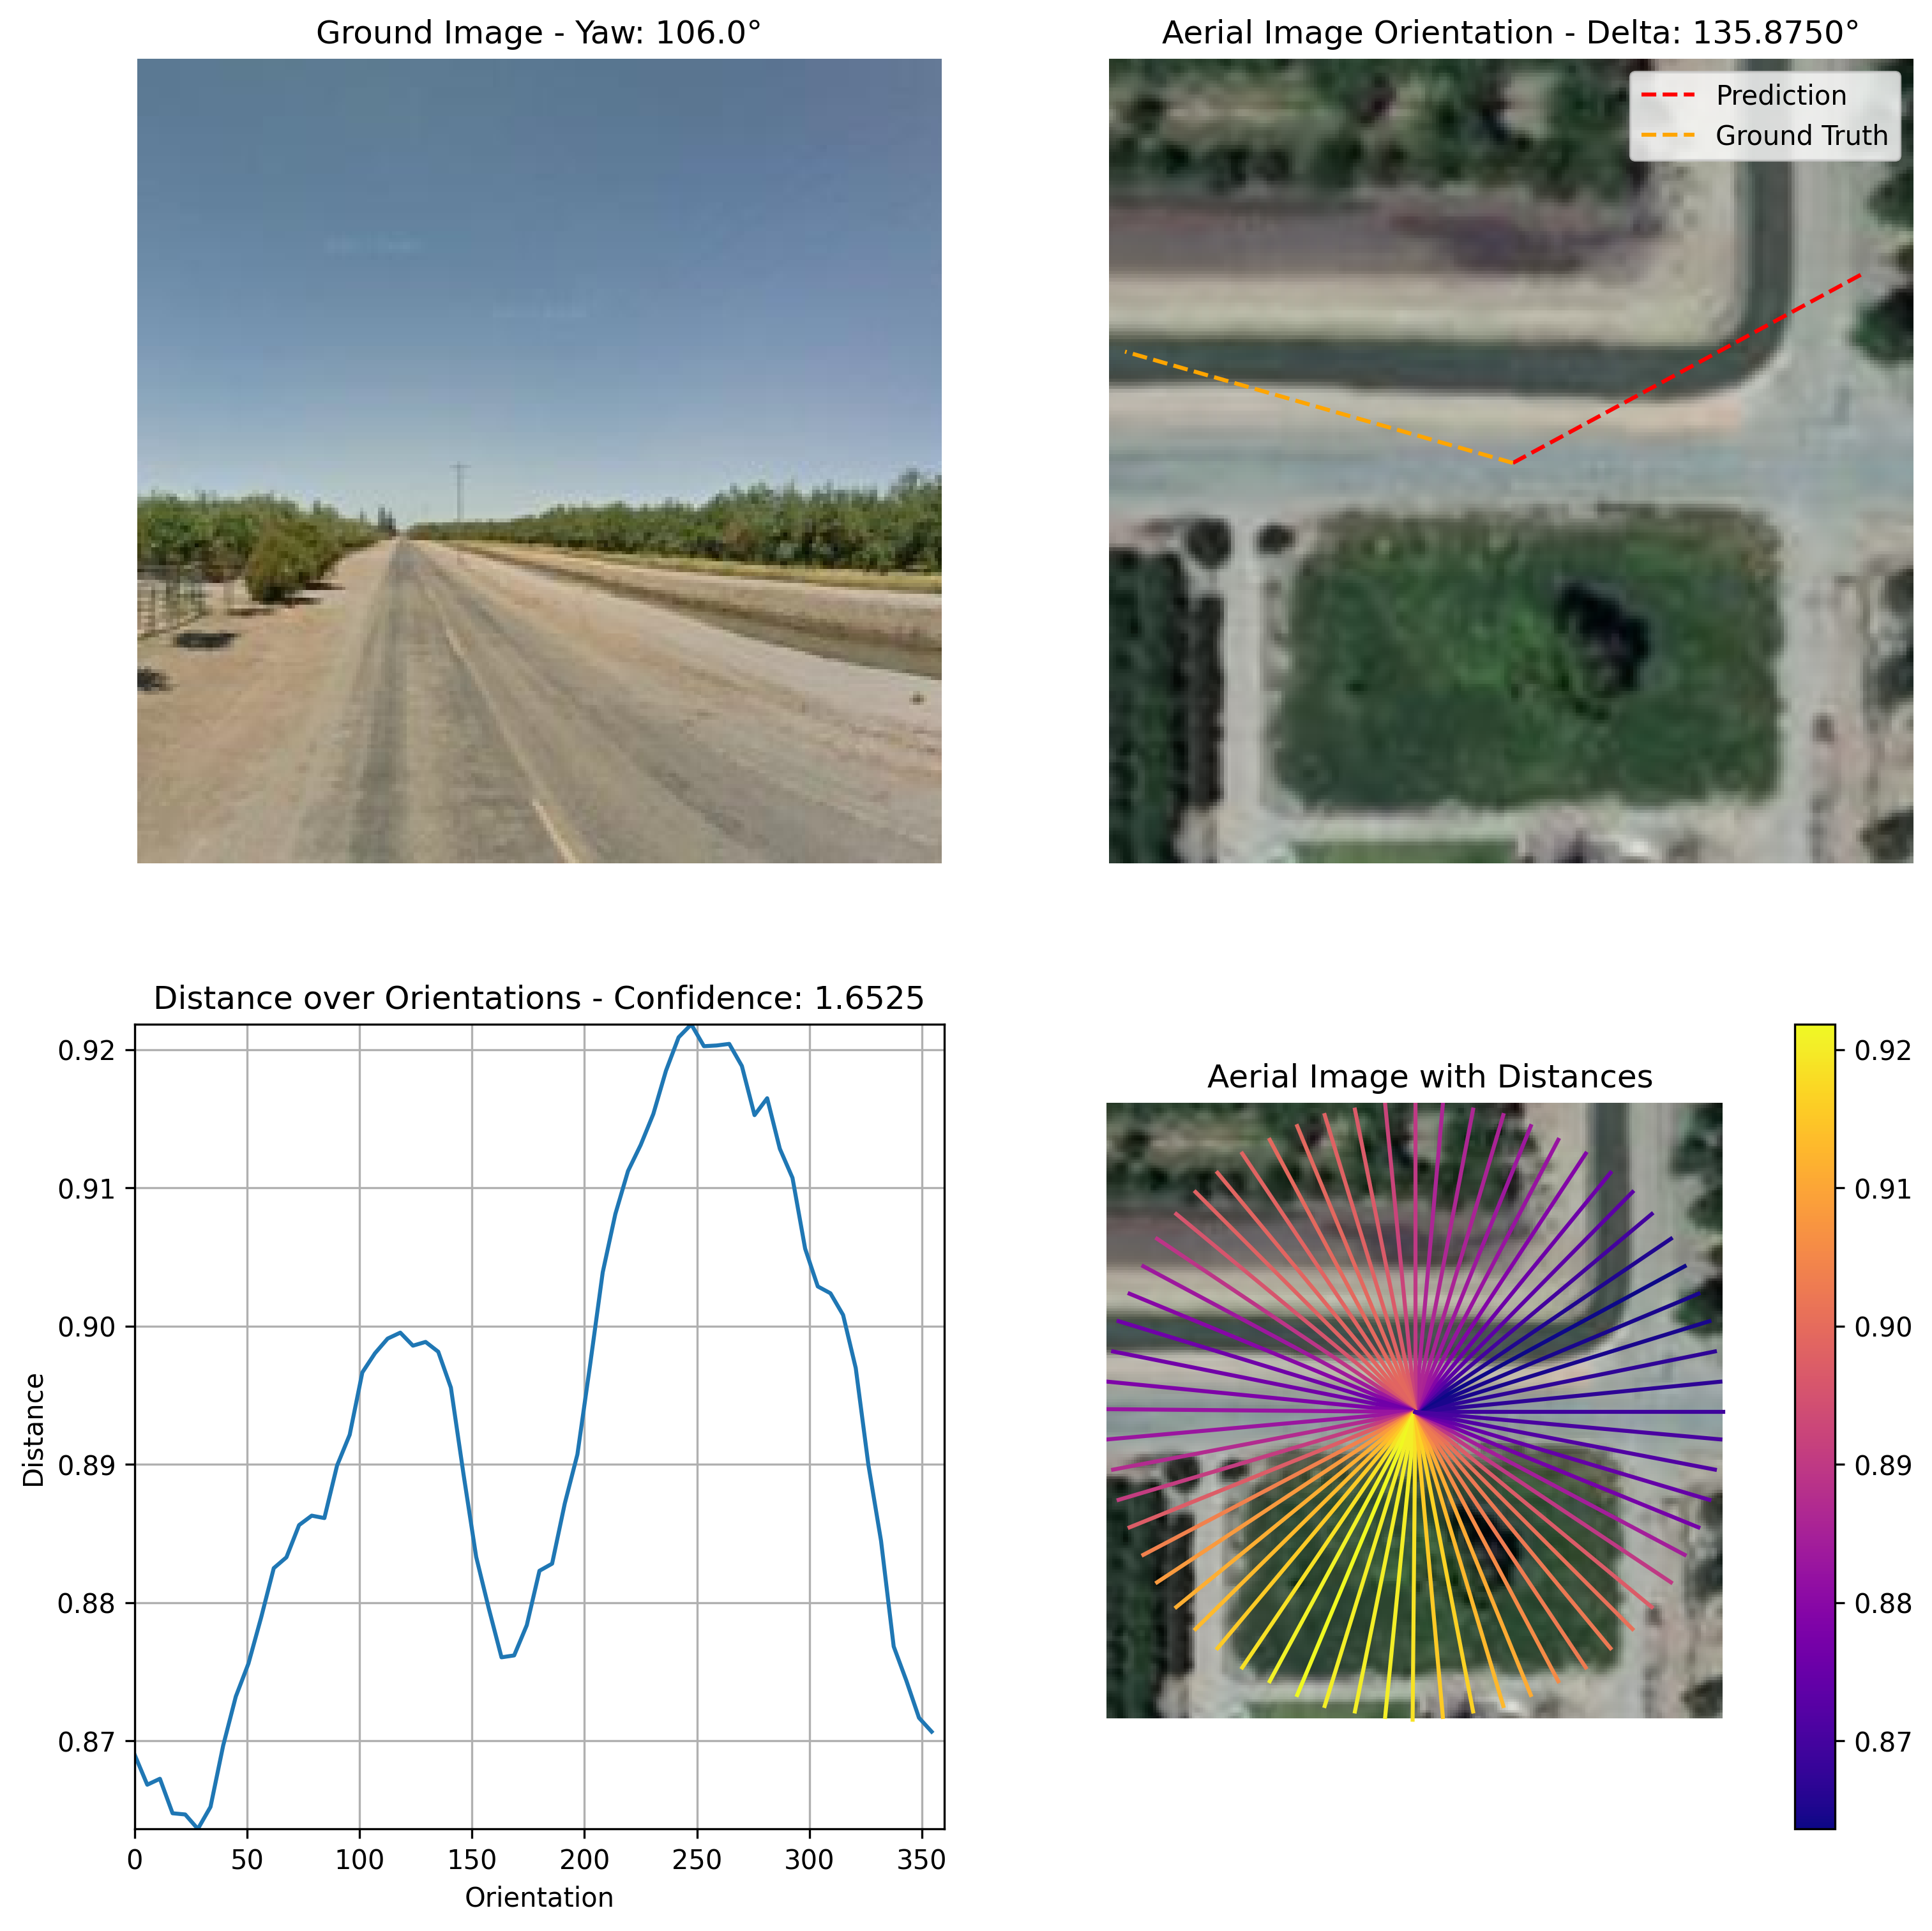 Ground Image - Yaw: 106.0°
Aerial Image Orientation - Delta: 135.8750°
Prediction
Ground Truth
Distance over Orientations - Confidence: 1.6525
0.92
0.91
0.90
0.89
0.88
0.87
Distance
0 50 100 150 200 250 300 350
Orientation
Aerial Image with Distances
0.92
0.91
0.90
0.89
0.88
0.87